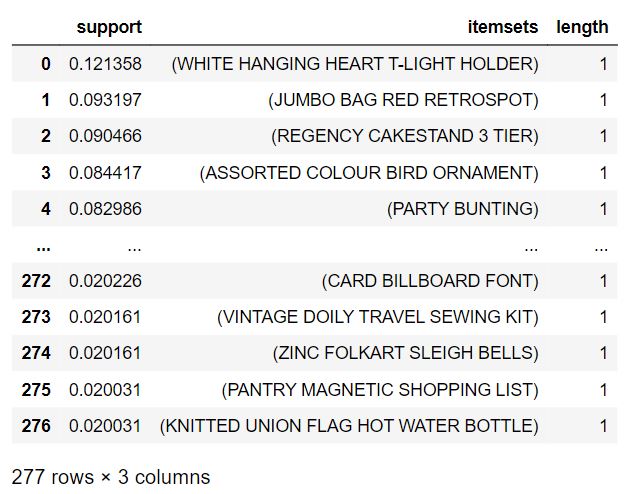 support itemsets length
0 0.121358 (WHITE HANGING HEART T-LIGHT HOLDER) 1
1 0.093197 (JUMBO BAG RED RETROSPOT) 1
2 0.090466 (REGENCY CAKESTAND 3 TIER) 1
3 0.084417 (ASSORTED COLOUR BIRD ORNAMENT) 1
4 0.082986 (PARTY BUNTING) 1
... ... ... ...
272 0.020226 (CARD BILLBOARD FONT) 1
273 0.020161 (VINTAGE DOILY TRAVEL SEWING KIT) 1
274 0.020161 (ZINC FOLKART SLEIGH BELLS) 1
275 0.020031 (PANTRY MAGNETIC SHOPPING LIST) 1
276 0.020031 (KNITTED UNION FLAG HOT WATER BOTTLE) 1
277 rows × 3 columns